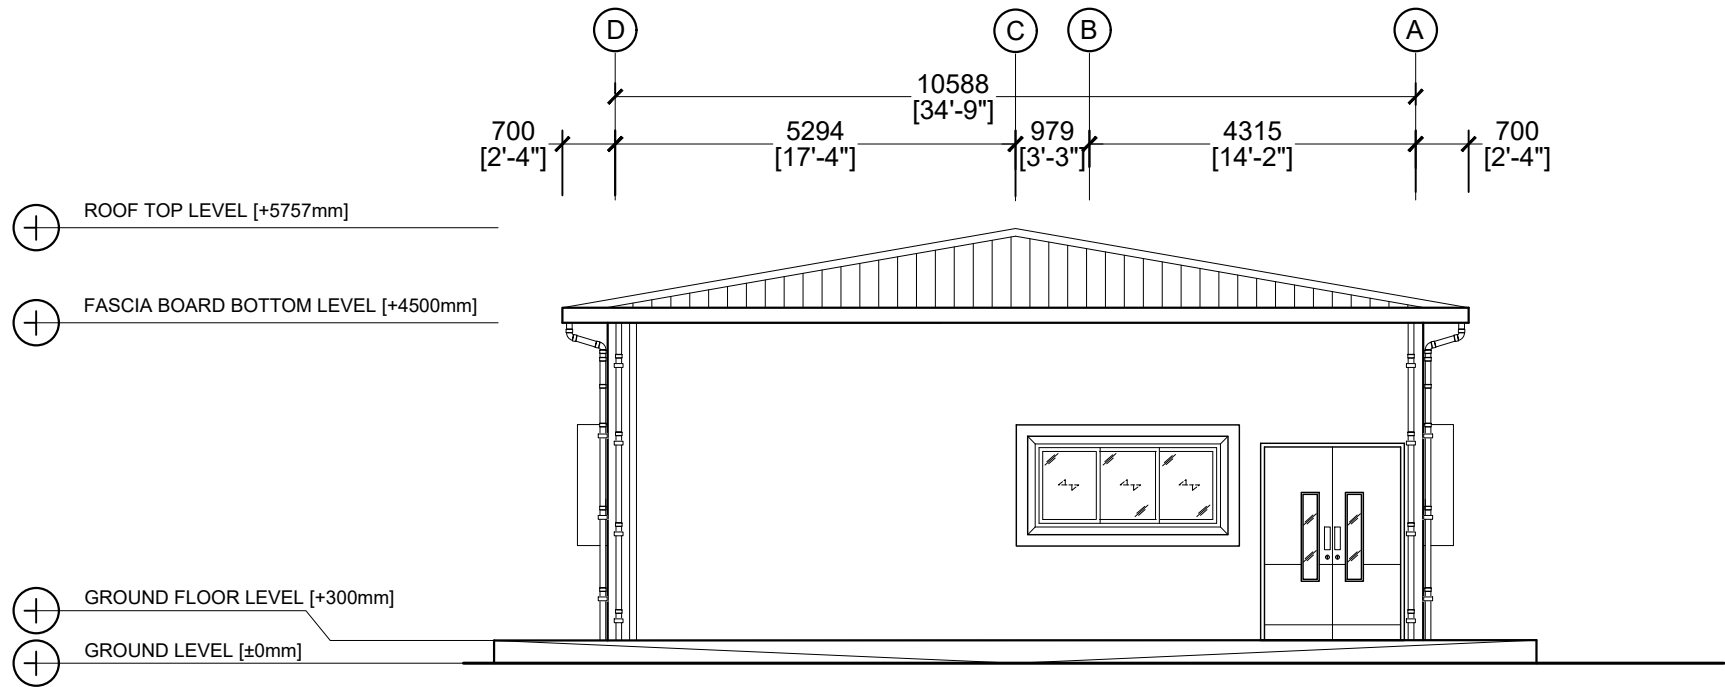 D C B A
10588
[34'-9"]
700 5294 979 4315 700
[2'-4"] [17'-4"] [3'-3"] [14'-2"] [2'-4"]
ROOF TOP LEVEL [+5757mm]
FASCIA BOARD BOTTOM LEVEL [+4500mm]
GROUND FLOOR LEVEL [+300mm]
GROUND LEVEL [±0mm]